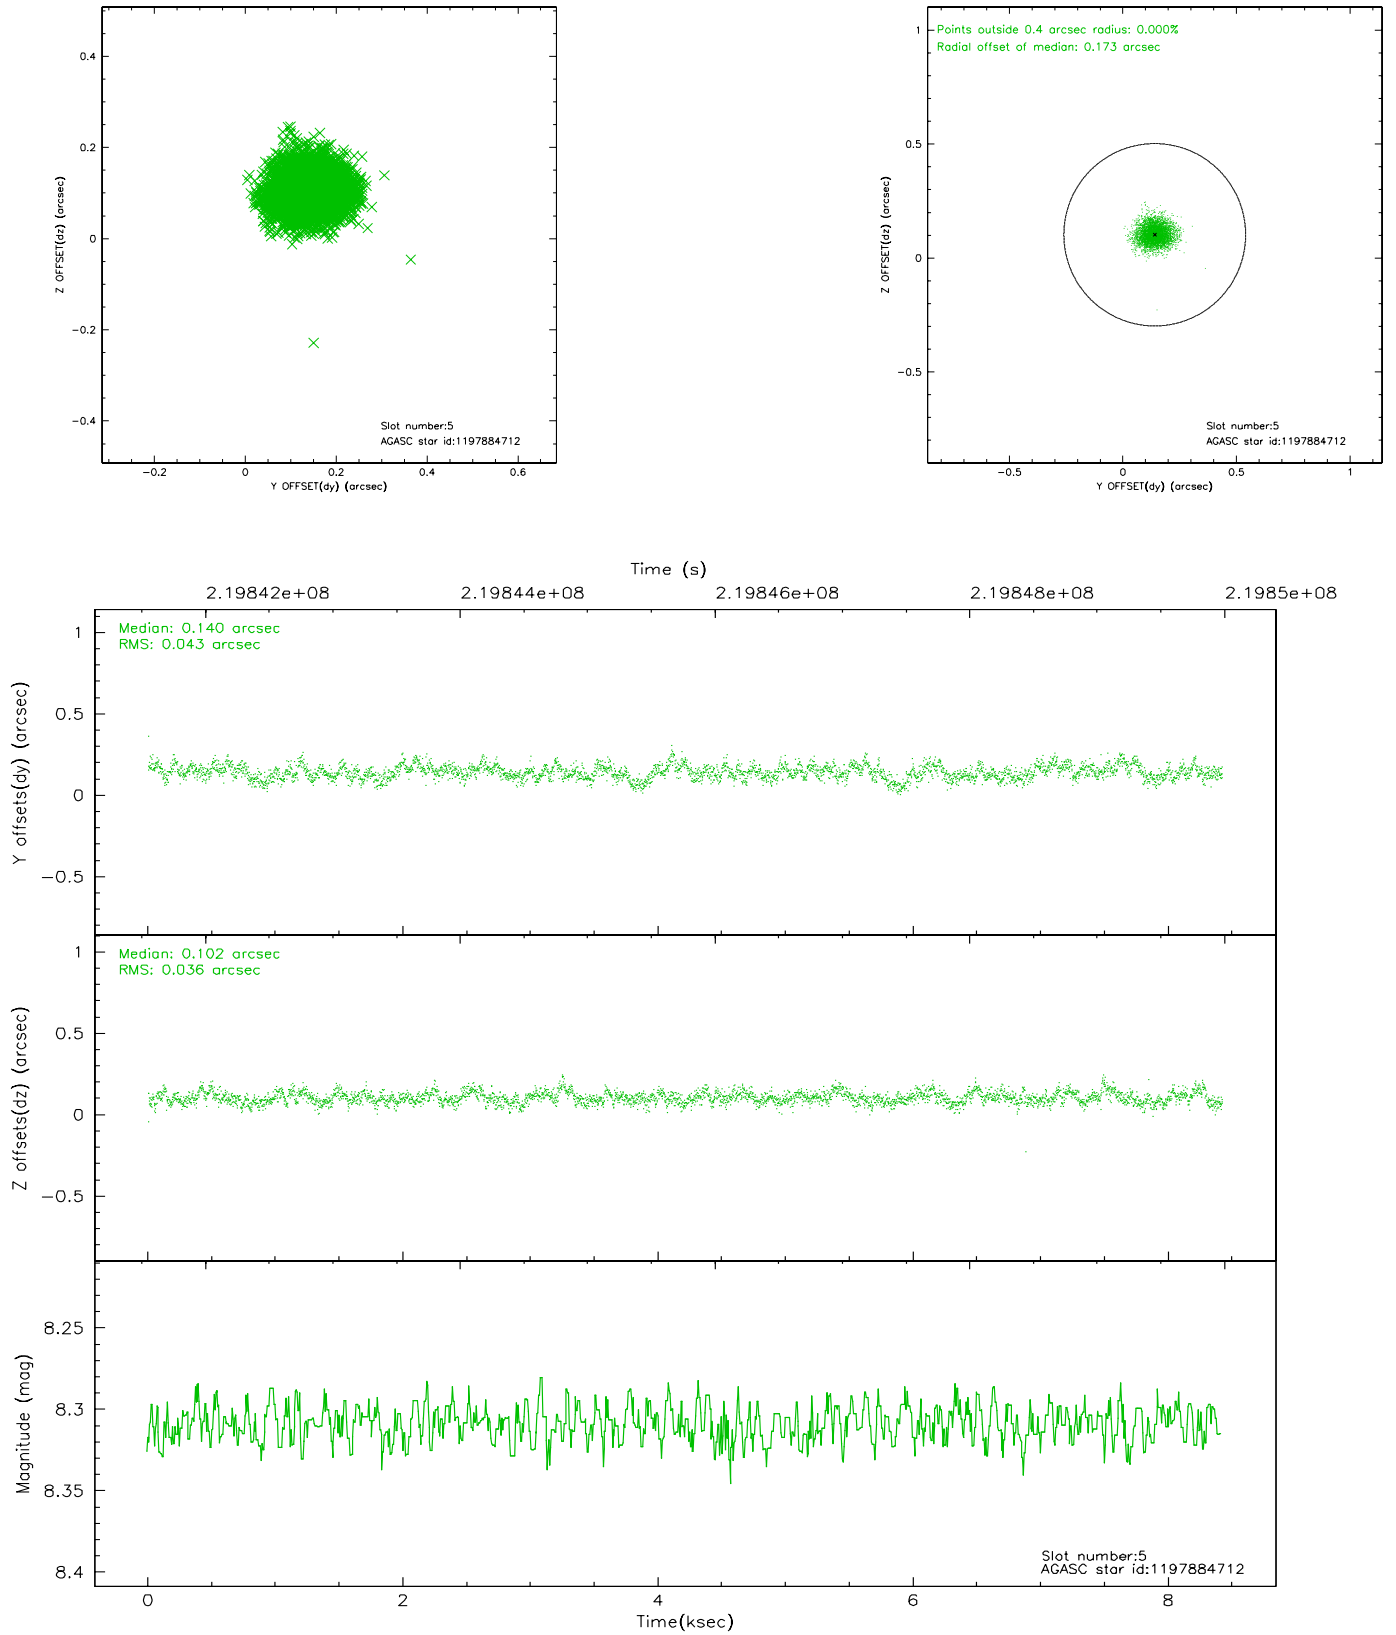 0.4
0.2
0
−0.2
−0.4
Z OFFSET(dz) (arcsec)
Slot number:5
AGASC star id:1197884712
−0.2 0 0.2 0.4 0.6
Y OFFSET(dy) (arcsec)
Points outside 0.4 arcsec radius: 0.000%
Radial offset of median: 0.173 arcsec
1
0.5
0
−0.5
Z OFFSET(dz) (arcsec)
Slot number:5
AGASC star id:1197884712
−0.5 0 0.5 1
Y OFFSET(dy) (arcsec)
Time (s)
2.19842e+08 2.19844e+08 2.19846e+08 2.19848e+08 2.1985e+08
Median: 0.140 arcsec
RMS: 0.043 arcsec
1
0.5
0
−0.5
Y offsets(dy) (arcsec)
Median: 0.102 arcsec
RMS: 0.036 arcsec
1
0.5
0
−0.5
Z offsets(dz) (arcsec)
8.25
8.3
8.35
8.4
Magnitude (mag)
Slot number:5
AGASC star id:1197884712
0 2 4 6 8
Time(ksec)